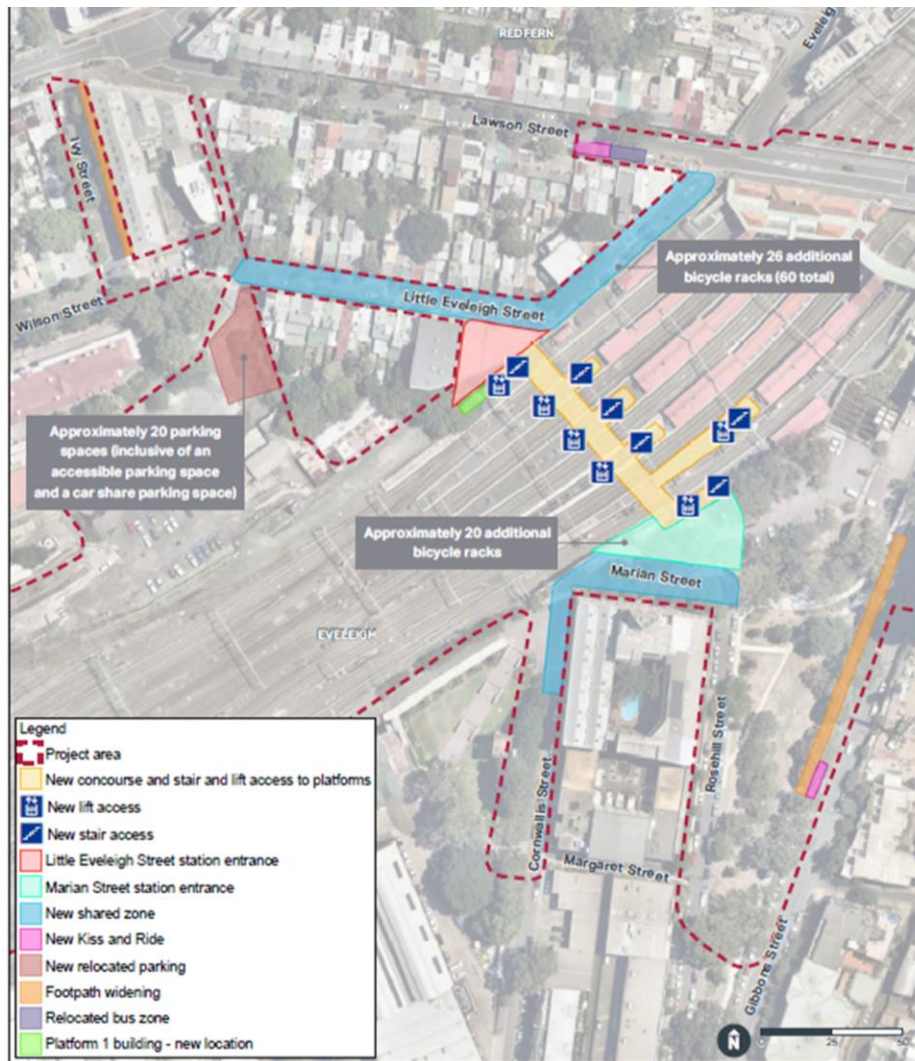 REDFERN
Eveleigh
Lawson Street
Ivy Street
Approximately 26 additional
bicycle racks (60 total)
Little Eveleigh Street
Wilson Street
Approximately 20 parking
spaces (inclusive of an
accessible parking space
and a car share parking space)
Approximately 20 additional
bicycle racks
Marian Street
EVELEIGH
Cornwallis Street
Rosehill Street
Margaret Street
Gibbons Street
Legend
Project area
New concourse and stair and lift access to platforms
New lift access
New stair access
Little Eveleigh Street station entrance
Marian Street station entrance
New shared zone
New Kiss and Ride
New relocated parking
Footpath widening
Relocated bus zone
Platform 1 building - new location
N
0 25 50